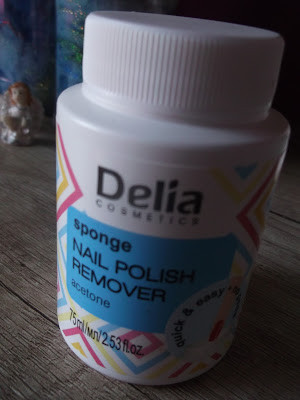 Delia
COSMETICS
sponge
NAIL POLISH
REMOVER
acetone
75ml/мл/2.53fl.oz.
quick & easy